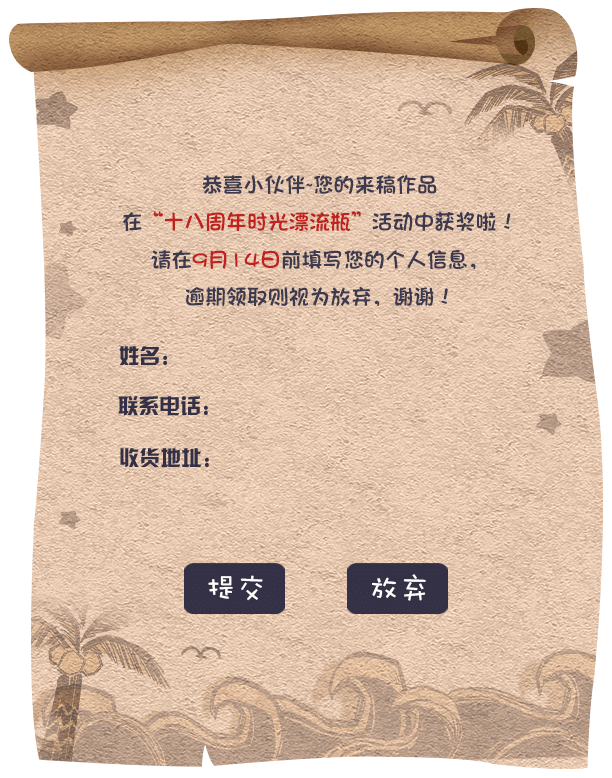 恭喜小伙伴~您的来稿作品
在“十八周年时光漂流瓶”活动中获奖啦！
请在9月14日前填写您的个人信息，
逾期领取则视为放弃，谢谢！
姓名：
联系电话：
收货地址：
提交 放弃